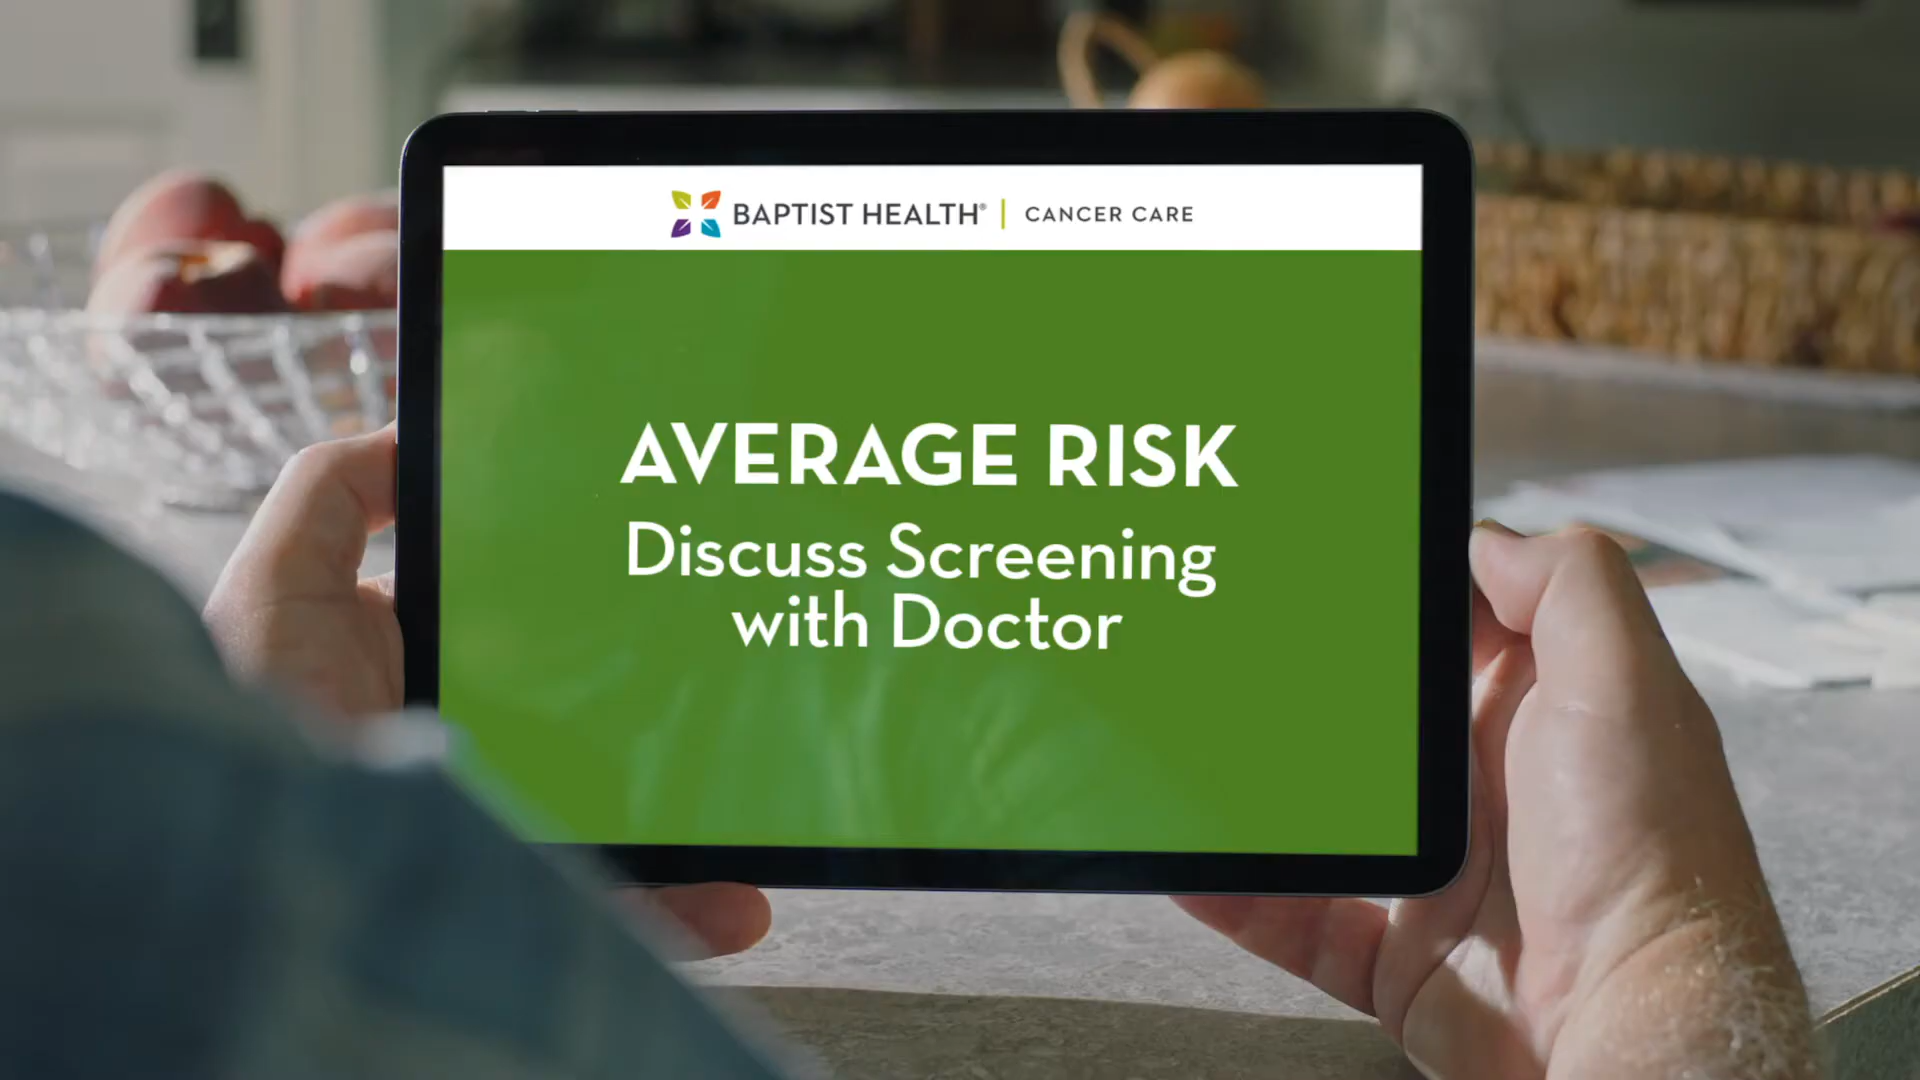 BAPTIST HEALTH® | CANCER CARE
AVERAGE RISK
Discuss Screening
with Doctor